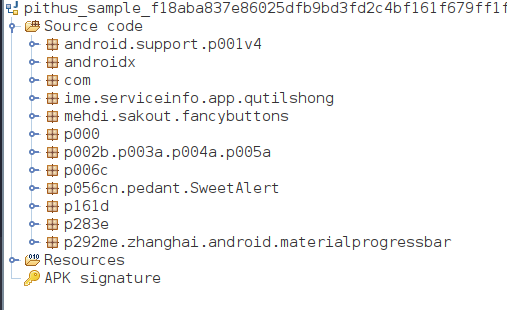 pithus_sample_f18aba837e86025dfb9bd3fd2c4bf161f679ff1f
Source code
android.support.p001v4
androidx
com
ime.serviceinfo.app.qutilshong
mehdi.sakout.fancybuttons
p000
p002b.p003a.p004a.p005a
p006c
p056cn.pedant.SweetAlert
p161d
p283e
p292me.zhanghai.android.materialprogressbar
Resources
APK signature